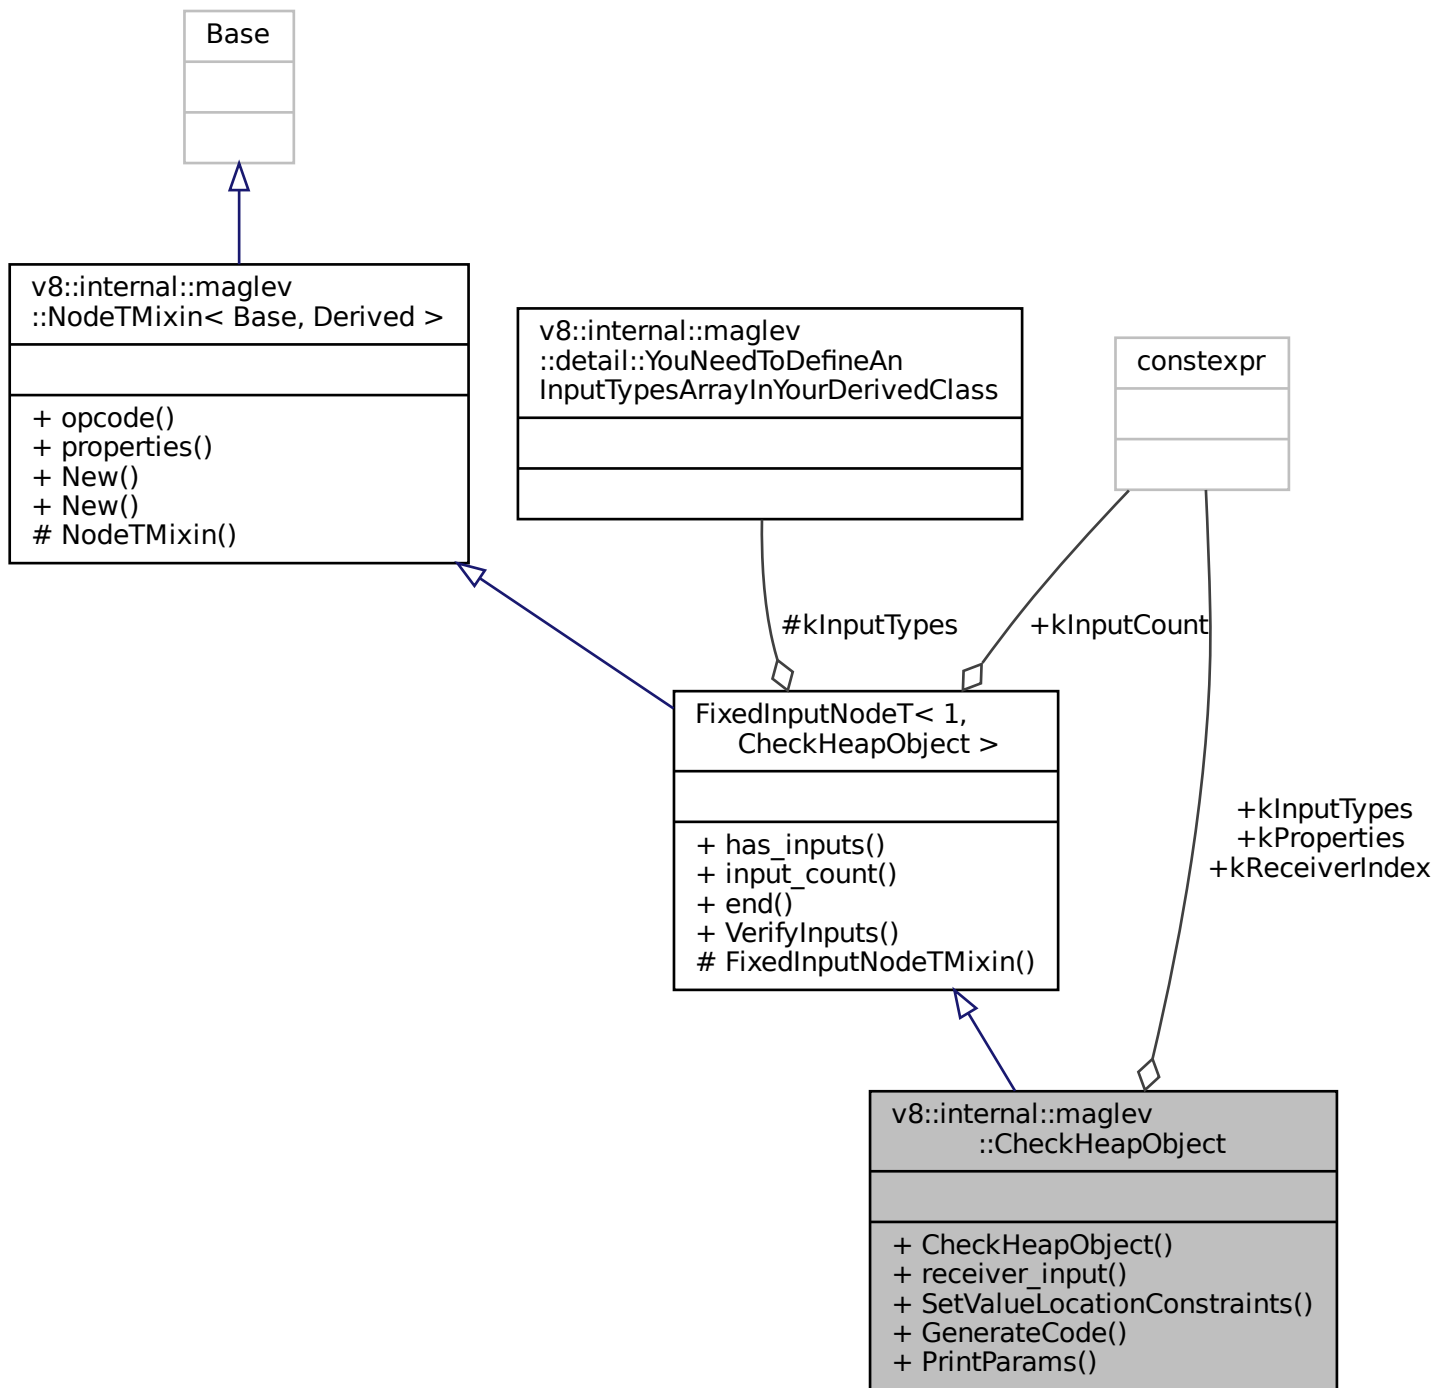 Base
v8::internal::maglev
::NodeTMixin< Base, Derived >
+ opcode()
+ properties()
+ New()
+ New()
# NodeTMixin()
v8::internal::maglev
::detail::YouNeedToDefineAn
InputTypesArrayInYourDerivedClass
constexpr
#kInputTypes
+kInputCount
FixedInputNodeT< 1,
CheckHeapObject >
+ has_inputs()
+ input_count()
+ end()
+ VerifyInputs()
# FixedInputNodeTMixin()
+kInputTypes
+kProperties
+kReceiverIndex
v8::internal::maglev
::CheckHeapObject
+ CheckHeapObject()
+ receiver_input()
+ SetValueLocationConstraints()
+ GenerateCode()
+ PrintParams()